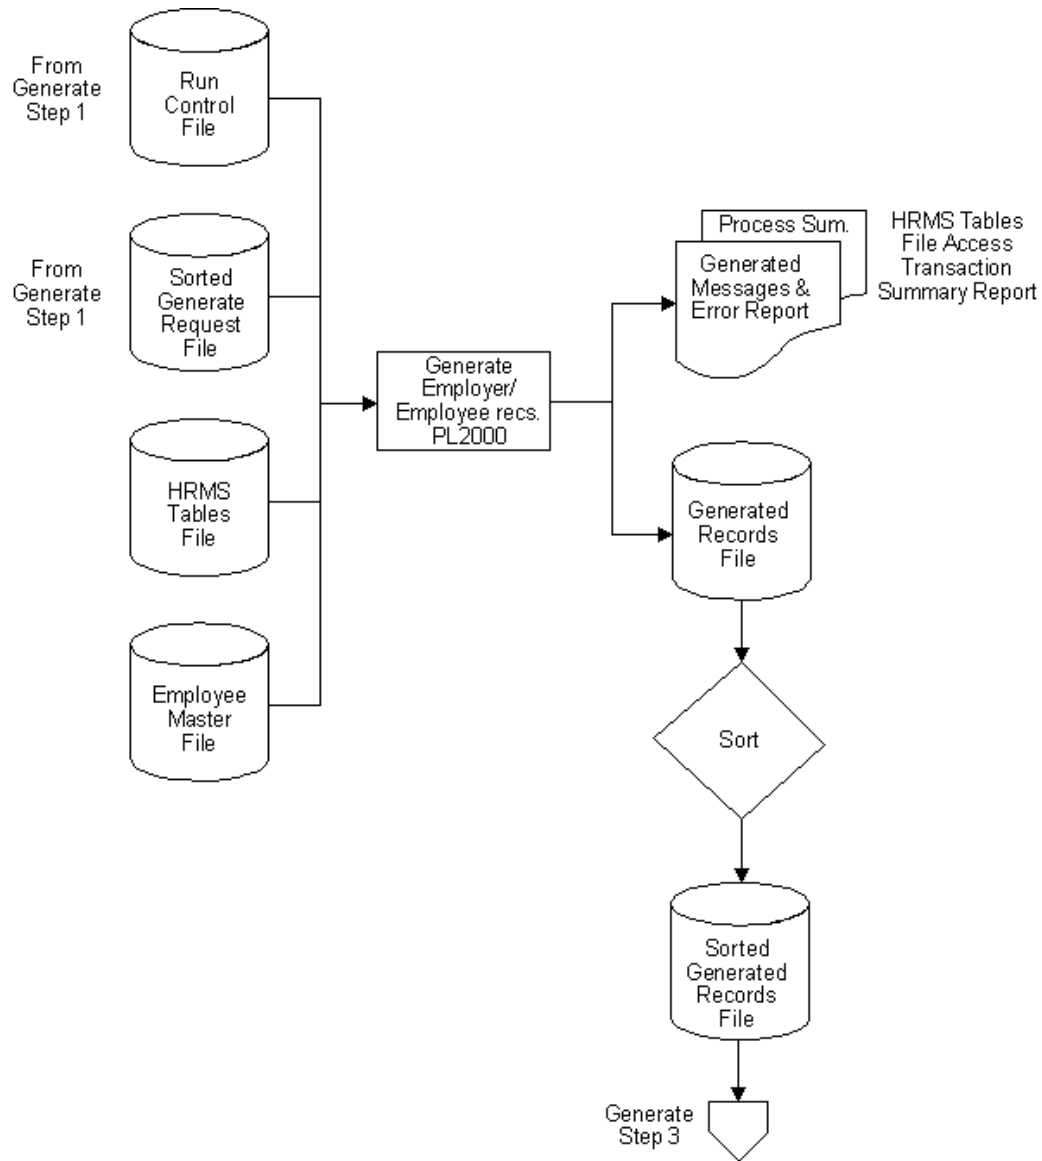 From
Generate
Step 1
Run
Control
File
From
Generate
Step 1
Sorted
Generate
Request
File
HRMS
Tables
File
Employee
Master
File
Generate
Employer/
Employee recs.
PL2000
Process Sum.
Generated
Messages &
Error Report
HRMS Tables
File Access
Transaction
Summary Report
Generated
Records
File
Sort
Sorted
Generated
Records
File
Generate
Step 3